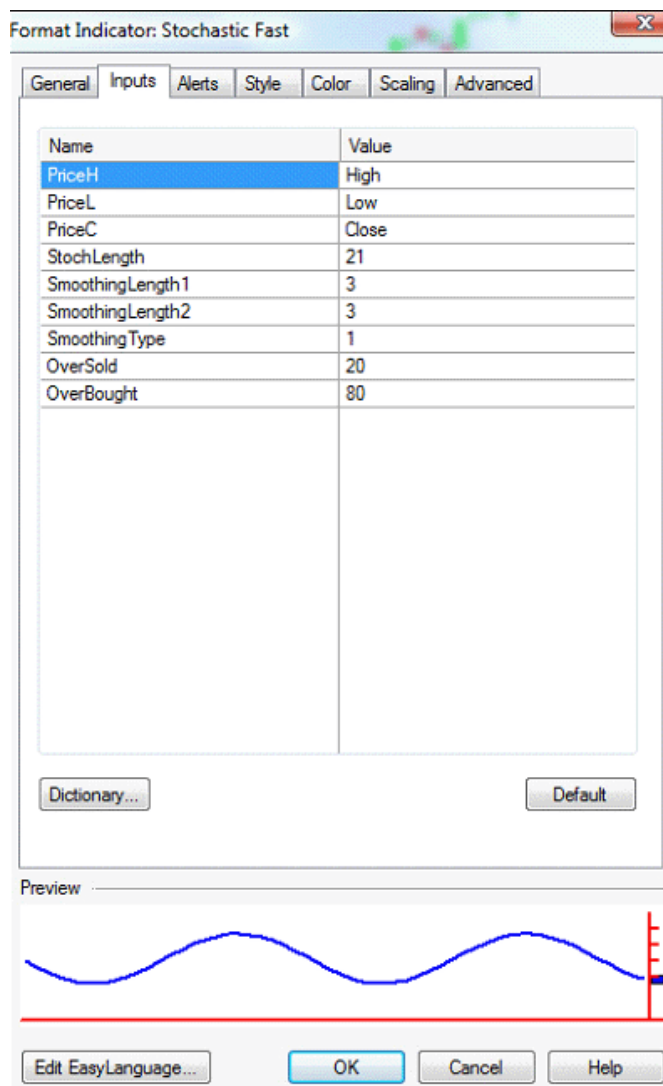 Format Indicator: Stochastic Fast
General Inputs Alerts Style Color Scaling Advanced
Name Value
PriceH High
PriceL Low
PriceC Close
StochLength 21
SmoothingLength1 3
SmoothingLength2 3
SmoothingType 1
OverSold 20
OverBought 80
Dictionary... Default
Preview
Edit EasyLanguage... OK Cancel Help